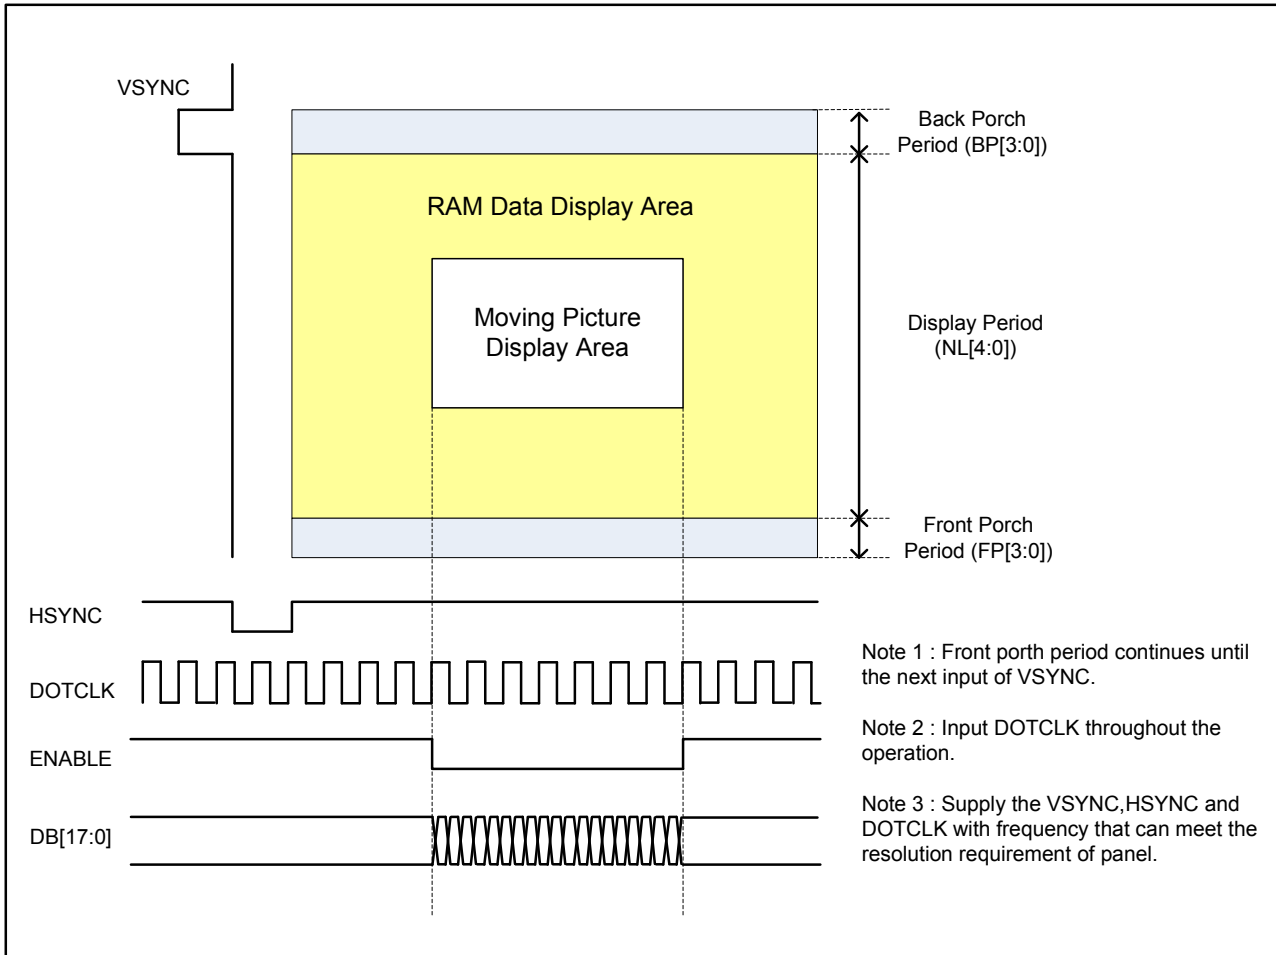 VSYNC
Back Porch
Period (BP[3:0])
RAM Data Display Area
Moving Picture
Display Area
Display Period
(NL[4:0])
Front Porch
Period (FP[3:0])
HSYNC
DOTCLK
ENABLE
DB[17:0]
Note 1 : Front porth period continues until
the next input of VSYNC.
Note 2 : Input DOTCLK throughout the
operation.
Note 3 : Supply the VSYNC,HSYNC and
DOTCLK with frequency that can meet the
resolution requirement of panel.